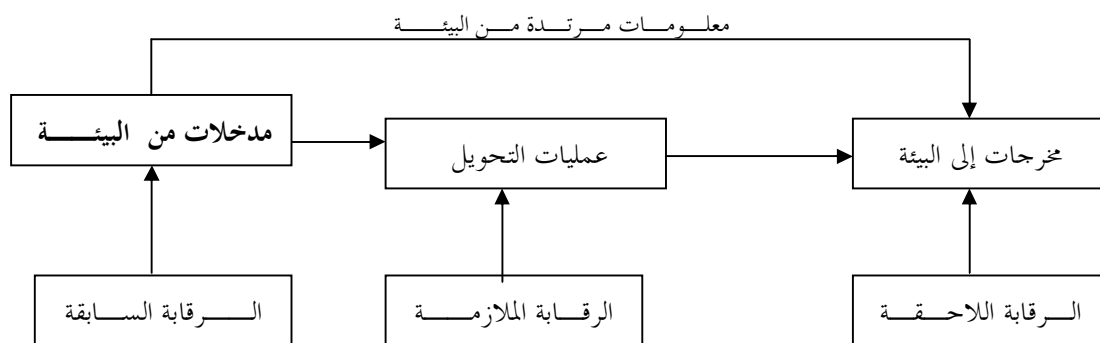 معلومات مرتدة من البيئة
مدخلات من البيئة
عمليات التحويل
مخرجات إلى البيئة
الرقابة السابقة
الرقابة الملازمة
الرقابة اللاحقة